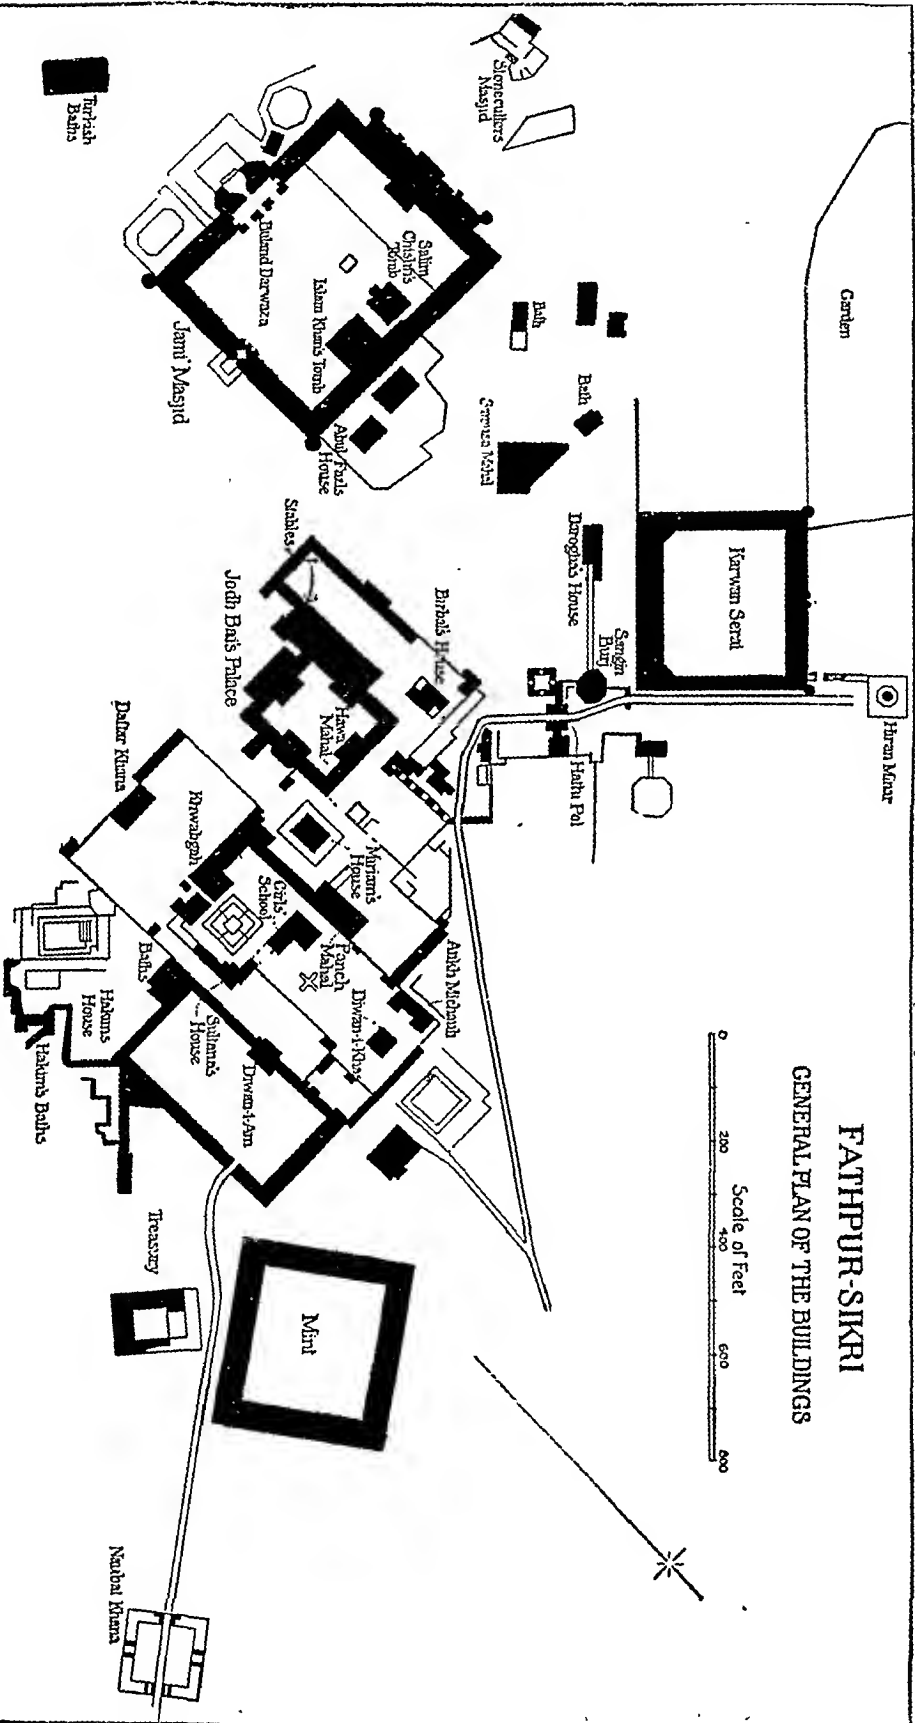 FATHPUR-SIKRI
GENERAL PLAN OF THE BUILDINGS
Scale of Feet
0 200 400 600 800
Garden
Hiran Minar
Karwan Serai
Stonecutters
Masjid
Bath
Bath
Darogha's House
Sangin
Burj
Hathi Pol
Turkish
Baths
Salim
Chishti's
Tomb
Buland Darwaza
Islam Khan's Tomb
Jami' Masjid
Abul Fazls
House
Stables
Birbal's House
Jodh Bai's Palace
Hawa
Mahal
Daftar Khana
Khwabgah
Miriam's
House
Girls'
School
Panch
Mahal
Ankh Michauli
Diwan-i-Khas
Baths
Sultana's
House
Diwan-i-Am
Hakims
House
Hakim's Baths
Treasury
Mint
Naubat Khana